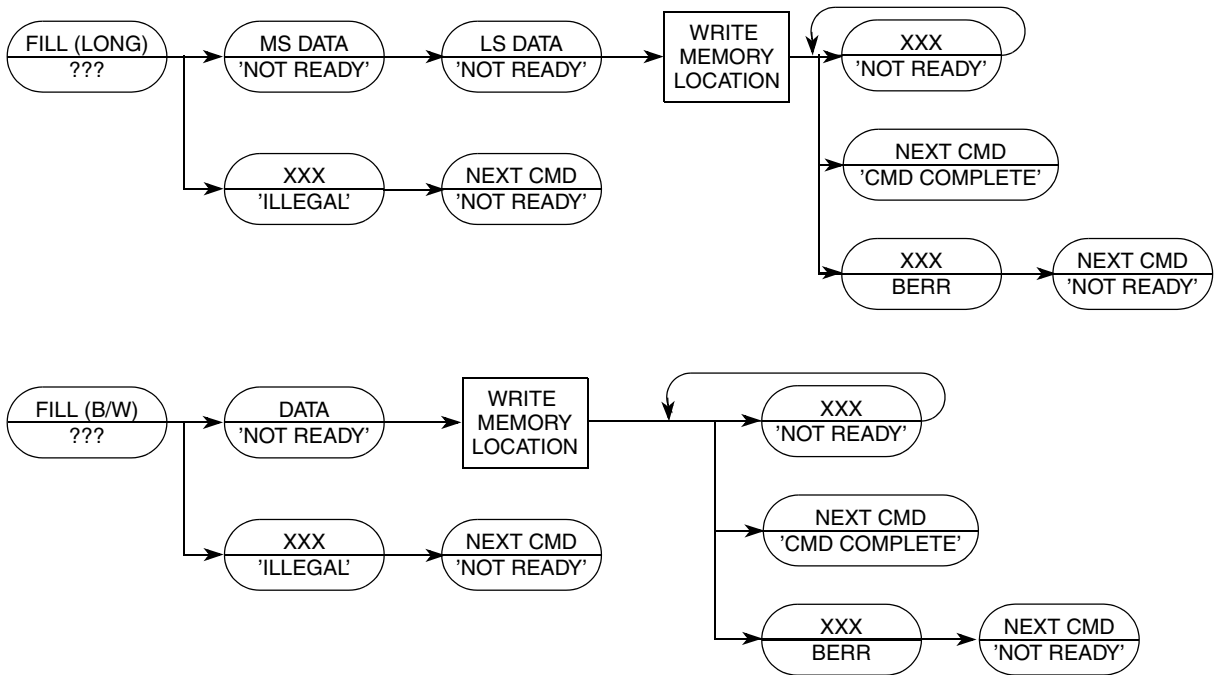 FILL (LONG)
???
MS DATA
'NOT READY'
LS DATA
'NOT READY'
WRITE
MEMORY
LOCATION
XXX
'NOT READY'
XXX
'ILLEGAL'
NEXT CMD
'NOT READY'
NEXT CMD
'CMD COMPLETE'
XXX
BERR
NEXT CMD
'NOT READY'
FILL (B/W)
???
DATA
'NOT READY'
WRITE
MEMORY
LOCATION
XXX
'NOT READY'
XXX
'ILLEGAL'
NEXT CMD
'NOT READY'
NEXT CMD
'CMD COMPLETE'
XXX
BERR
NEXT CMD
'NOT READY'